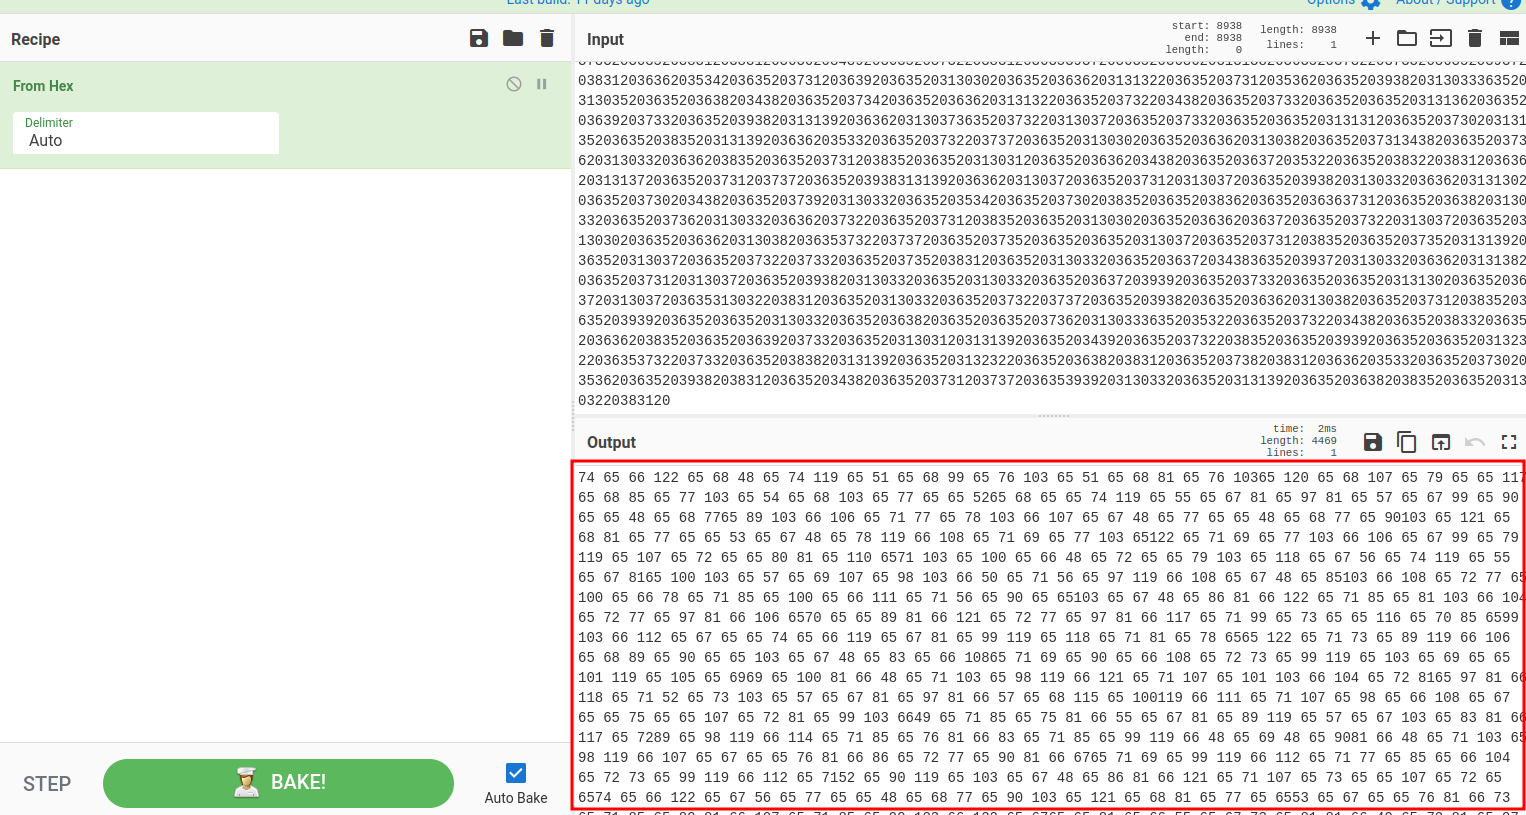 Last build: 11 days ago
Options
About / Support
Recipe
From Hex
Delimiter
Auto
Input
start: 8938
end: 8938
length: 0
length: 8938
lines: 1
03831203636203534203635203731203639203635203130302036352036362031313220363520373120353620363520393820313033363520
31303520363520363820343820363520373420363520363620313132203635203732203438203635203733203635203635203131362036352
03639203733203635203938203131392036362031303736352037322031303720363520373320363520363520313131203635203730203131
35203635203835203131392036362035332036352037322037372036352031303020363520363620313038203635203731343820363520373
62031303320363620383520363520373120383520363520313031203635203636203438203635203637203532203635203832203831203636
20313137203635203731203737203635203938313139203636203130372036352037312031303720363520393820313033203636203131302
03635203730203438203635203739203130332036352035342036352037302038352036352038362036352036363731203635203638203130
33203635203736203130332036362037322036352037312038352036352031303020363520363620363720363520373220313037203635203
13030203635203636203130382036353732203737203635203735203635203635203130372036352037312038352036352037352031313920
36352031303720363520373220373320363520373520383120363520313033203635203637203438363520393720313033203636203131382
03635203731203130372036352039382031303320363520313033203635203637203939203635203733203635203635203131302036352036
37203130372036353130322038312036352031303320363520373220373720363520393820363520363620313038203635203731203835203
63520393920363520363520313033203635203638203635203635203736203130333635203532203635203732203438203635203833203635
20363620383520363520363920373320363520313031203131392036352034392036352037322038352036352039392036352036352031323
22036353732203733203635203838203131392036352031323220363520363820383120363520373820383120363620353320363520373020
35362036352039382038312036352034382036352037312037372036353939203130332036352031313920363520363820383520363520313
03220383120
Output
time: 2ms
length: 4469
lines: 1
74 65 66 122 65 68 48 65 74 119 65 51 65 68 99 65 76 103 65 51 65 68 81 65 76 10365 120 65 68 107 65 79 65 65 117
65 68 85 65 77 103 65 54 65 68 103 65 77 65 65 5265 68 65 65 74 119 65 55 65 67 81 65 97 81 65 57 65 67 99 65 90
65 65 48 65 68 7765 89 103 66 106 65 71 77 65 78 103 66 107 65 67 48 65 77 65 65 48 65 68 77 65 90103 65 121 65
68 81 65 77 65 65 53 65 67 48 65 78 119 66 108 65 71 69 65 77 103 65122 65 71 69 65 77 103 66 106 65 67 99 65 79
119 65 107 65 72 65 65 80 81 65 110 6571 103 65 100 65 66 48 65 72 65 65 79 103 65 118 65 67 56 65 74 119 65 55
65 67 8165 100 103 65 57 65 69 107 65 98 103 66 50 65 71 56 65 97 119 66 108 65 67 48 65 85103 66 108 65 72 77 65
100 65 66 78 65 71 85 65 100 65 66 111 65 71 56 65 90 65 65103 65 67 48 65 86 81 66 122 65 71 85 65 81 103 66 104
65 72 77 65 97 81 66 106 6570 65 65 89 81 66 121 65 72 77 65 97 81 66 117 65 71 99 65 73 65 65 116 65 70 85 6599
103 66 112 65 67 65 65 74 65 66 119 65 67 81 65 99 119 65 118 65 71 81 65 78 6565 122 65 71 73 65 89 119 66 106
65 68 89 65 90 65 65 103 65 67 48 65 83 65 66 10865 71 69 65 90 65 66 108 65 72 73 65 99 119 65 103 65 69 65 65
101 119 65 105 65 6969 65 100 81 66 48 65 71 103 65 98 119 66 121 65 71 107 65 101 103 66 104 65 72 8165 97 81 66
118 65 71 52 65 73 103 65 57 65 67 81 65 97 81 66 57 65 68 115 65 100119 66 111 65 71 107 65 98 65 66 108 65 67
65 65 75 65 65 107 65 72 81 65 99 103 6649 65 71 85 65 75 81 66 55 65 67 81 65 89 119 65 57 65 67 103 65 83 81 66
117 65 7289 65 98 119 66 114 65 71 85 65 76 81 66 83 65 71 85 65 99 119 66 48 65 69 48 65 9081 66 48 65 71 103 65
98 119 66 107 65 67 65 65 76 81 66 86 65 72 77 65 90 81 66 6765 71 69 65 99 119 66 112 65 71 77 65 85 65 66 104
65 72 73 65 99 119 66 112 65 7152 65 90 119 65 103 65 67 48 65 86 81 66 121 65 71 107 65 73 65 65 107 65 72 65
6574 65 66 122 65 67 56 65 77 65 65 48 65 68 77 65 90 103 65 121 65 68 81 65 77 65 6553 65 67 65 65 76 81 66 73
STEP
BAKE!
Auto Bake